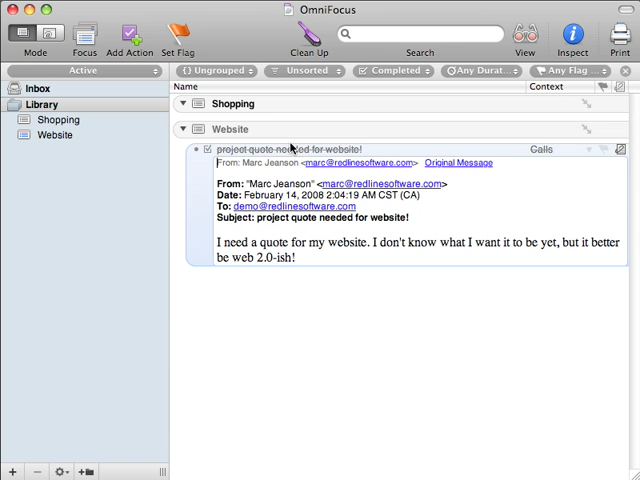 OmniFocus
Mode
Focus
Add Action
Set Flag
Clean Up
Search
View
Inspect
Print
Active
{} Ungrouped
Unsorted
Completed
Any Durat...
Any Flag ...
Name
Context
Inbox
Library
Shopping
Website
Shopping
Website
project quote needed for website!
Calls
From: Marc Jeanson <marc@redlinesoftware.com> Original Message
From: "Marc Jeanson" <marc@redlinesoftware.com>
Date: February 14, 2008 2:04:19 AM CST (CA)
To: demo@redlinesoftware.com
Subject: project quote needed for website!
I need a quote for my website. I don't know what I want it to be yet, but it better
be web 2.0-ish!